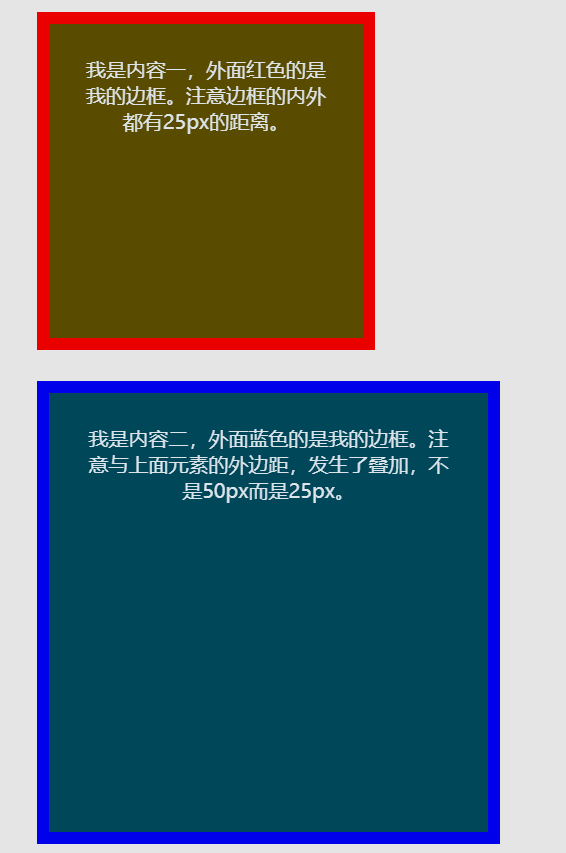 我是内容一，外面红色的是
我的边框。注意边框的内外
都有25px的距离。
我是内容二，外面蓝色的是我的边框。注
意与上面元素的外边距，发生了叠加，不
是50px而是25px。